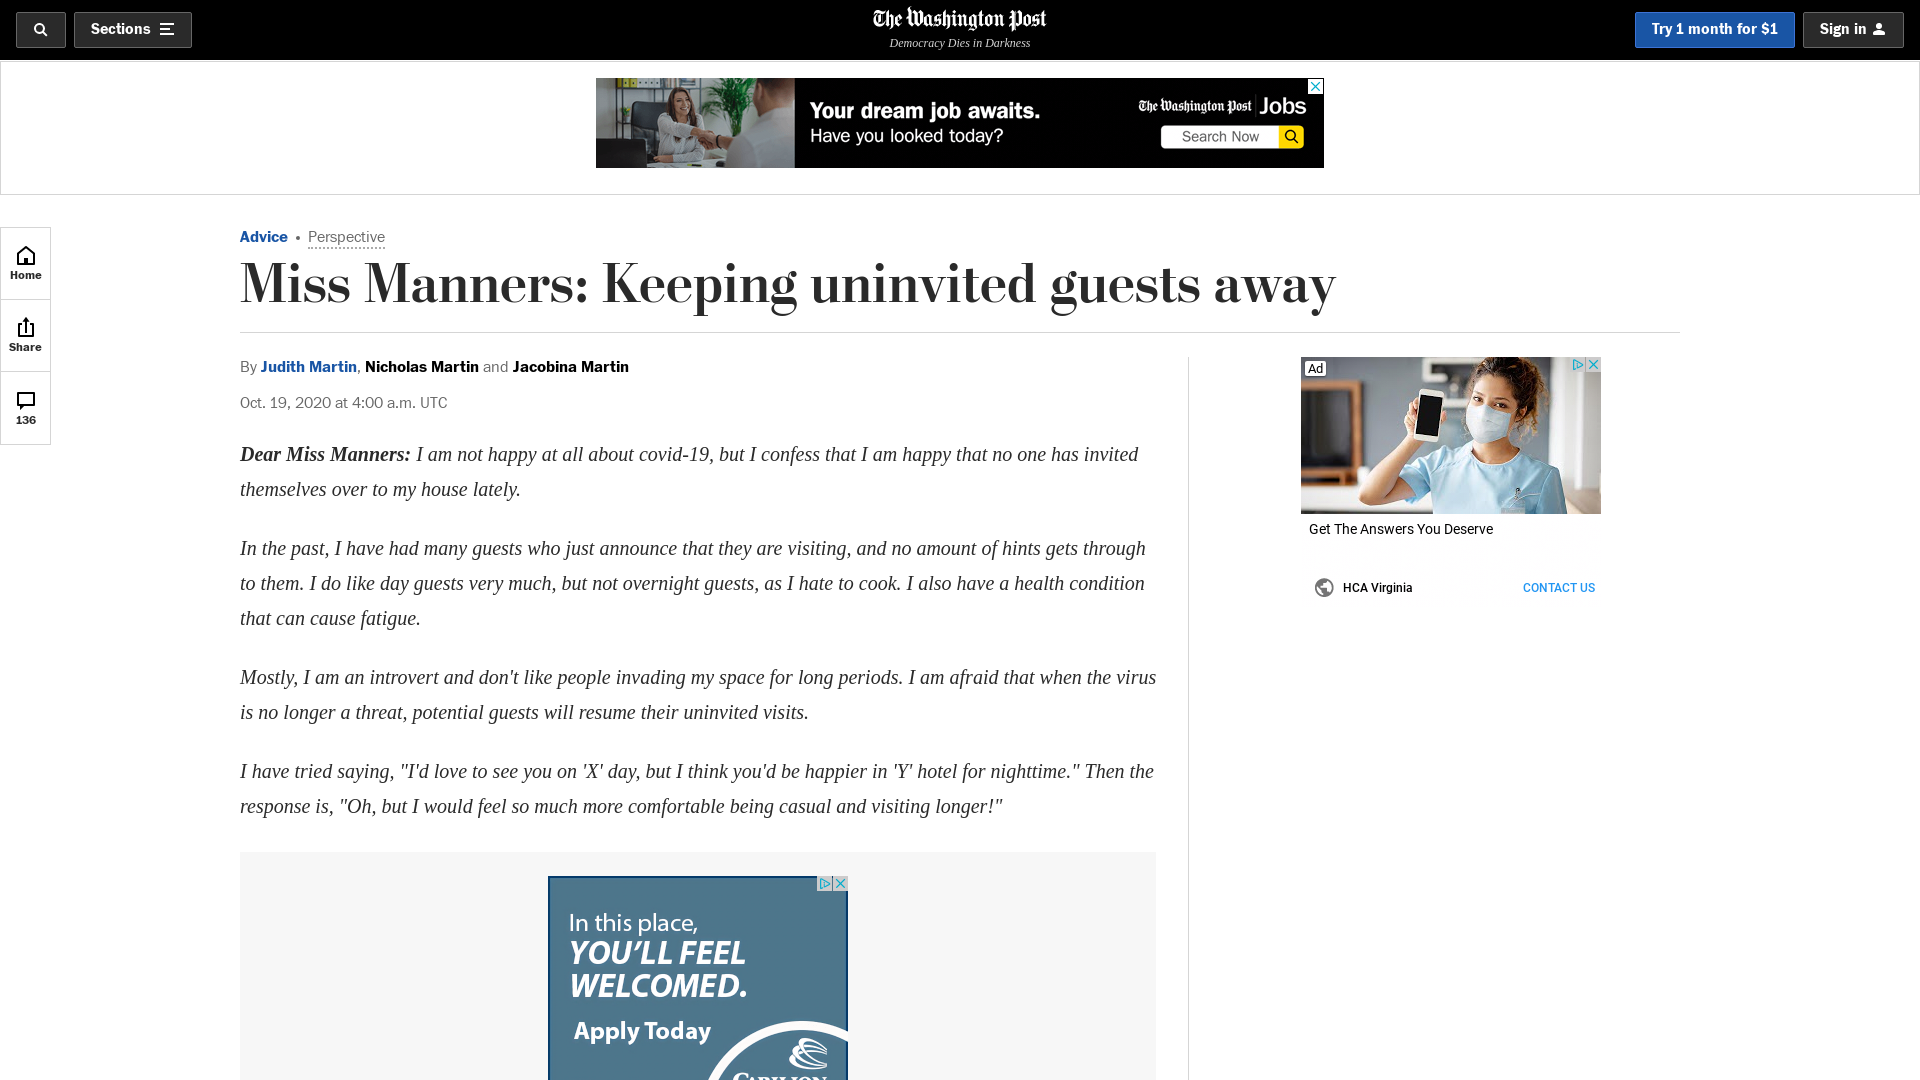 Sections
The Washington Post
Democracy Dies in Darkness
Try 1 month for $1
Sign in
Your dream job awaits.
Have you looked today?
The Washington Post Jobs
Search Now
Home
Share
136
Advice • Perspective
Miss Manners: Keeping uninvited guests away
By Judith Martin, Nicholas Martin and Jacobina Martin
Oct. 19, 2020 at 4:00 a.m. UTC
Dear Miss Manners: I am not happy at all about covid-19, but I confess that I am happy that no one has invited
themselves over to my house lately.
In the past, I have had many guests who just announce that they are visiting, and no amount of hints gets through
to them. I do like day guests very much, but not overnight guests, as I hate to cook. I also have a health condition
that can cause fatigue.
Mostly, I am an introvert and don't like people invading my space for long periods. I am afraid that when the virus
is no longer a threat, potential guests will resume their uninvited visits.
I have tried saying, "I'd love to see you on 'X' day, but I think you'd be happier in 'Y' hotel for nighttime." Then the
response is, "Oh, but I would feel so much more comfortable being casual and visiting longer!"
In this place,
YOU'LL FEEL
WELCOMED.
Apply Today
Ad
Get The Answers You Deserve
HCA Virginia
CONTACT US